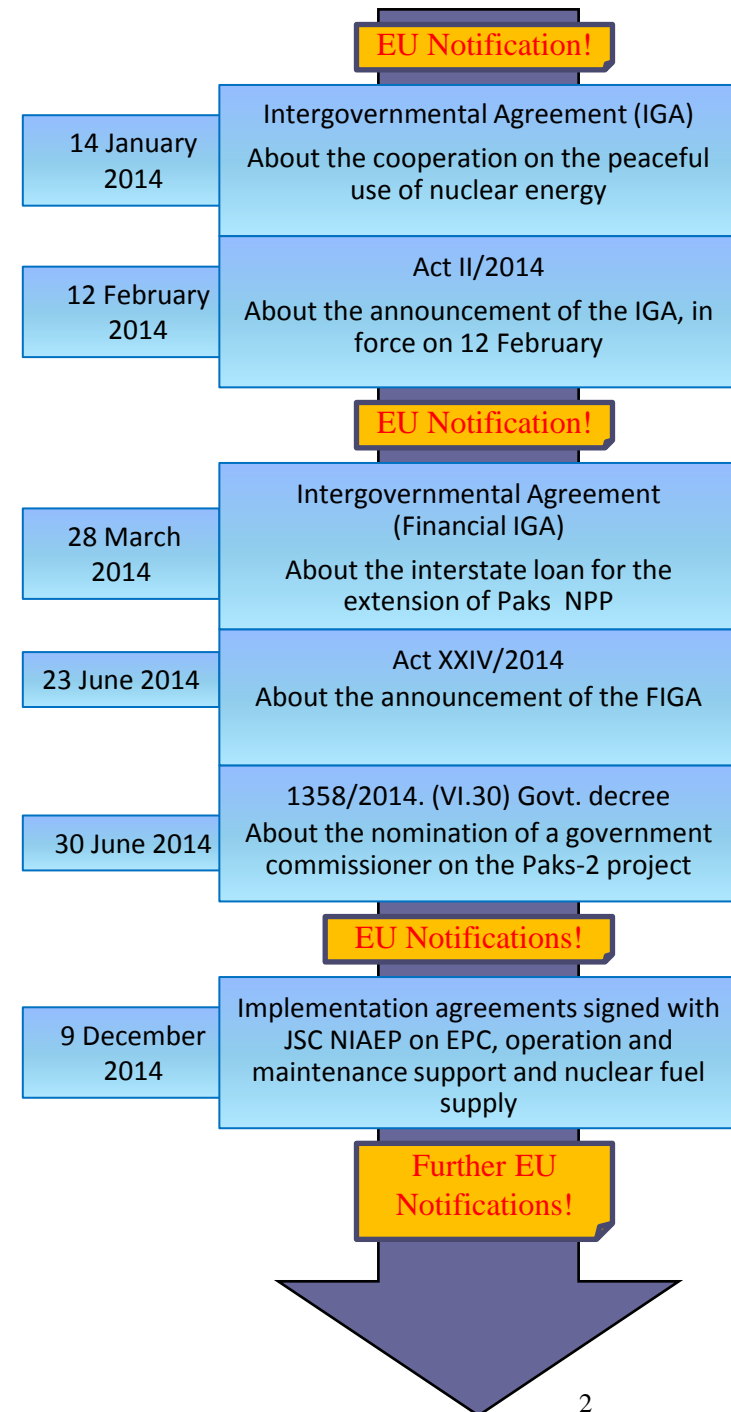 EU Notification!
14 January
2014
Intergovernmental Agreement (IGA)
About the cooperation on the peaceful
use of nuclear energy
12 February
2014
Act II/2014
About the announcement of the IGA, in
force on 12 February
EU Notification!
28 March
2014
Intergovernmental Agreement
(Financial IGA)
About the interstate loan for the
extension of Paks NPP
23 June 2014
Act XXIV/2014
About the announcement of the FIGA
30 June 2014
1358/2014. (VI.30) Govt. decree
About the nomination of a government
commissioner on the Paks-2 project
EU Notifications!
9 December
2014
Implementation agreements signed with
JSC NIAEP on EPC, operation and
maintenance support and nuclear fuel
supply
Further EU
Notifications!
2